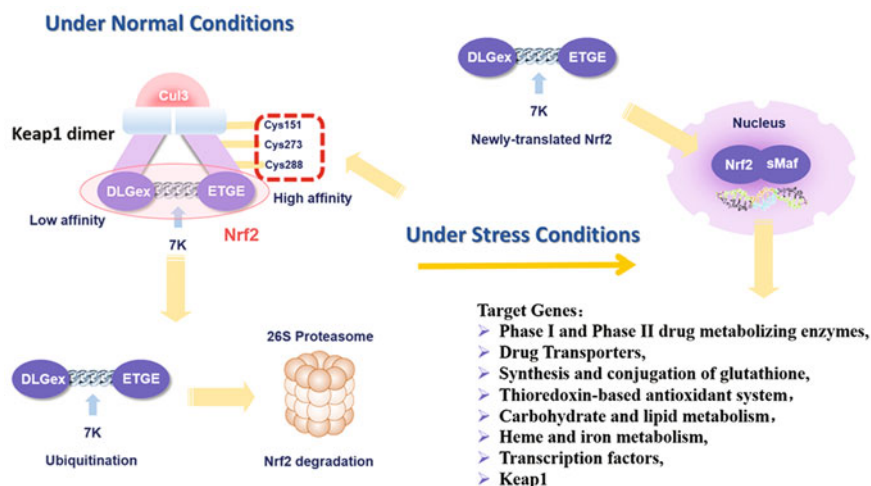 Under Normal Conditions
Cul3
Keap1 dimer
Cys151
Cys273
Cys288
DLGex
ETGE
Low affinity
High affinity
7K
Nrf2
DLGex
ETGE
7K
Ubiquitination
26S Proteasome
Nrf2 degradation
DLGex
ETGE
7K
Newly-translated Nrf2
Nucleus
Nrf2
sMaf
Under Stress Conditions
Target Genes：
➢ Phase I and Phase II drug metabolizing enzymes,
➢ Drug Transporters,
➢ Synthesis and conjugation of glutathione,
➢ Thioredoxin-based antioxidant system，
➢ Carbohydrate and lipid metabolism，
➢ Heme and iron metabolism,
➢ Transcription factors,
➢ Keap1